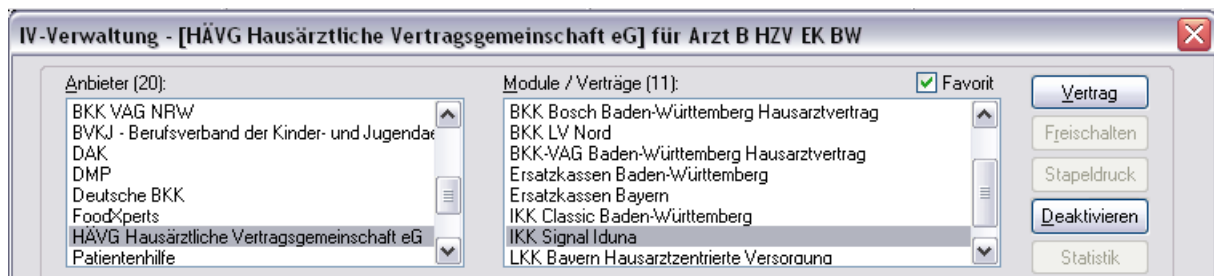 IV-Verwaltung - [HÄVG Hausärztliche Vertragsgemeinschaft eG] für Arzt B HZV EK BW
Anbieter (20):
BKK VAG NRW
BVKJ - Berufsverband der Kinder- und Jugendae
DAK
DMP
Deutsche BKK
FoodXperts
HÄVG Hausärztliche Vertragsgemeinschaft eG
Patientenhilfe
Module / Verträge (11):
Favorit
BKK Bosch Baden-Württemberg Hausarztvertrag
BKK LV Nord
BKK-VAG Baden-Württemberg Hausarztvertrag
Ersatzkassen Baden-Württemberg
Ersatzkassen Bayern
IKK Classic Baden-Württemberg
IKK Signal Iduna
LKK Bayern Hausarztzentrierte Versorgung
Vertrag
Freischalten
Stapeldruck
Deaktivieren
Statistik